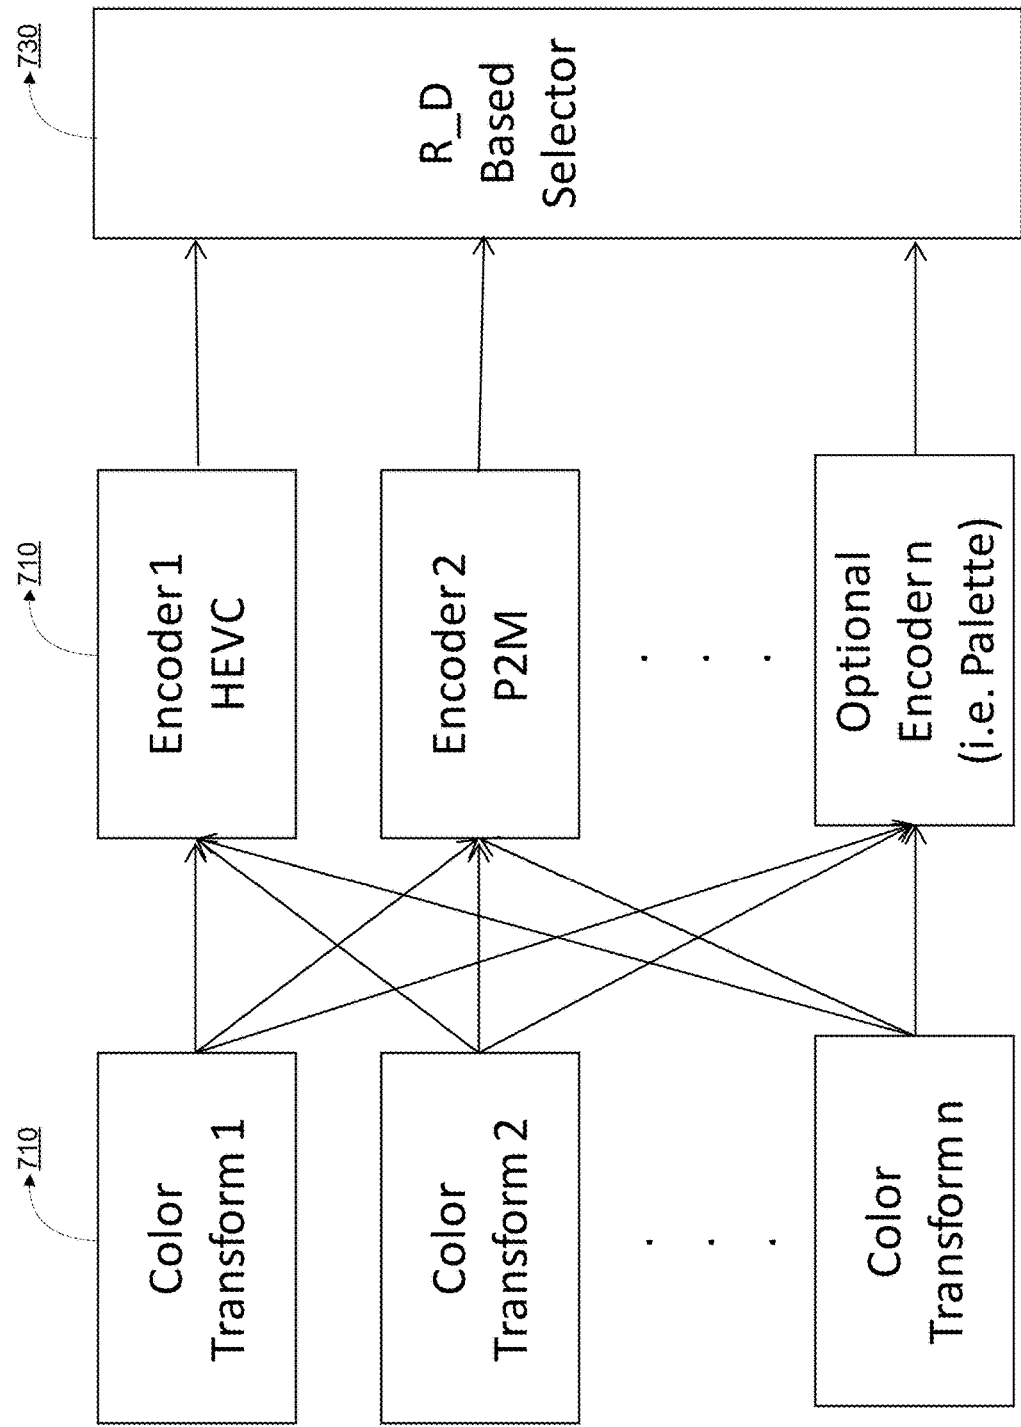 710
Color
Transform 1
Color
Transform 2
. . .
Color
Transform n
710
Encoder 1
HEVC
Encoder 2
P2M
. . .
Optional
Encoder n
(i.e. Palette)
730
R_D
Based
Selector